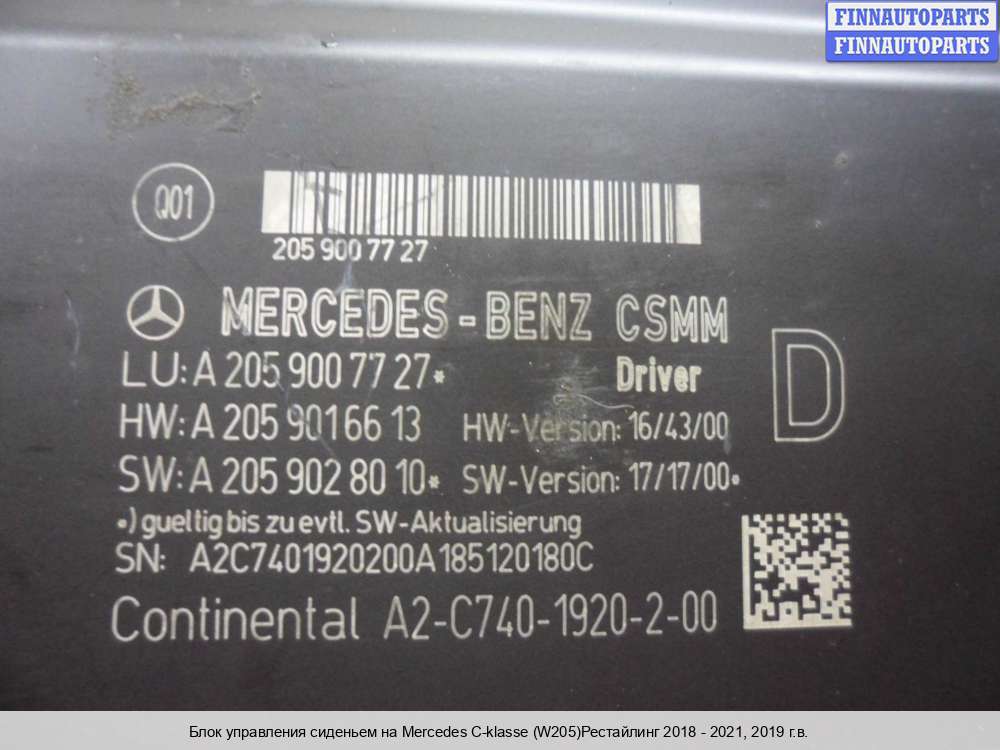 FINNAUTOPARTS
FINNAUTOPARTS
Q01
205 900 77 27
MERCEDES-BENZ CSMM
LU: A 205 900 77 27* Driver
D
HW: A 205 901 66 13 HW-Version: 16/43/00
SW: A 205 902 80 10* SW-Version: 17/17/00*
*) gueltig bis zu evtl. SW-Aktualisierung
SN: A2C7401920200A185120180C
Continental A2-C740-1920-2-00
Блок управления сиденьем на Mercedes C-klasse (W205)Рестайлинг 2018 - 2021, 2019 г.в.